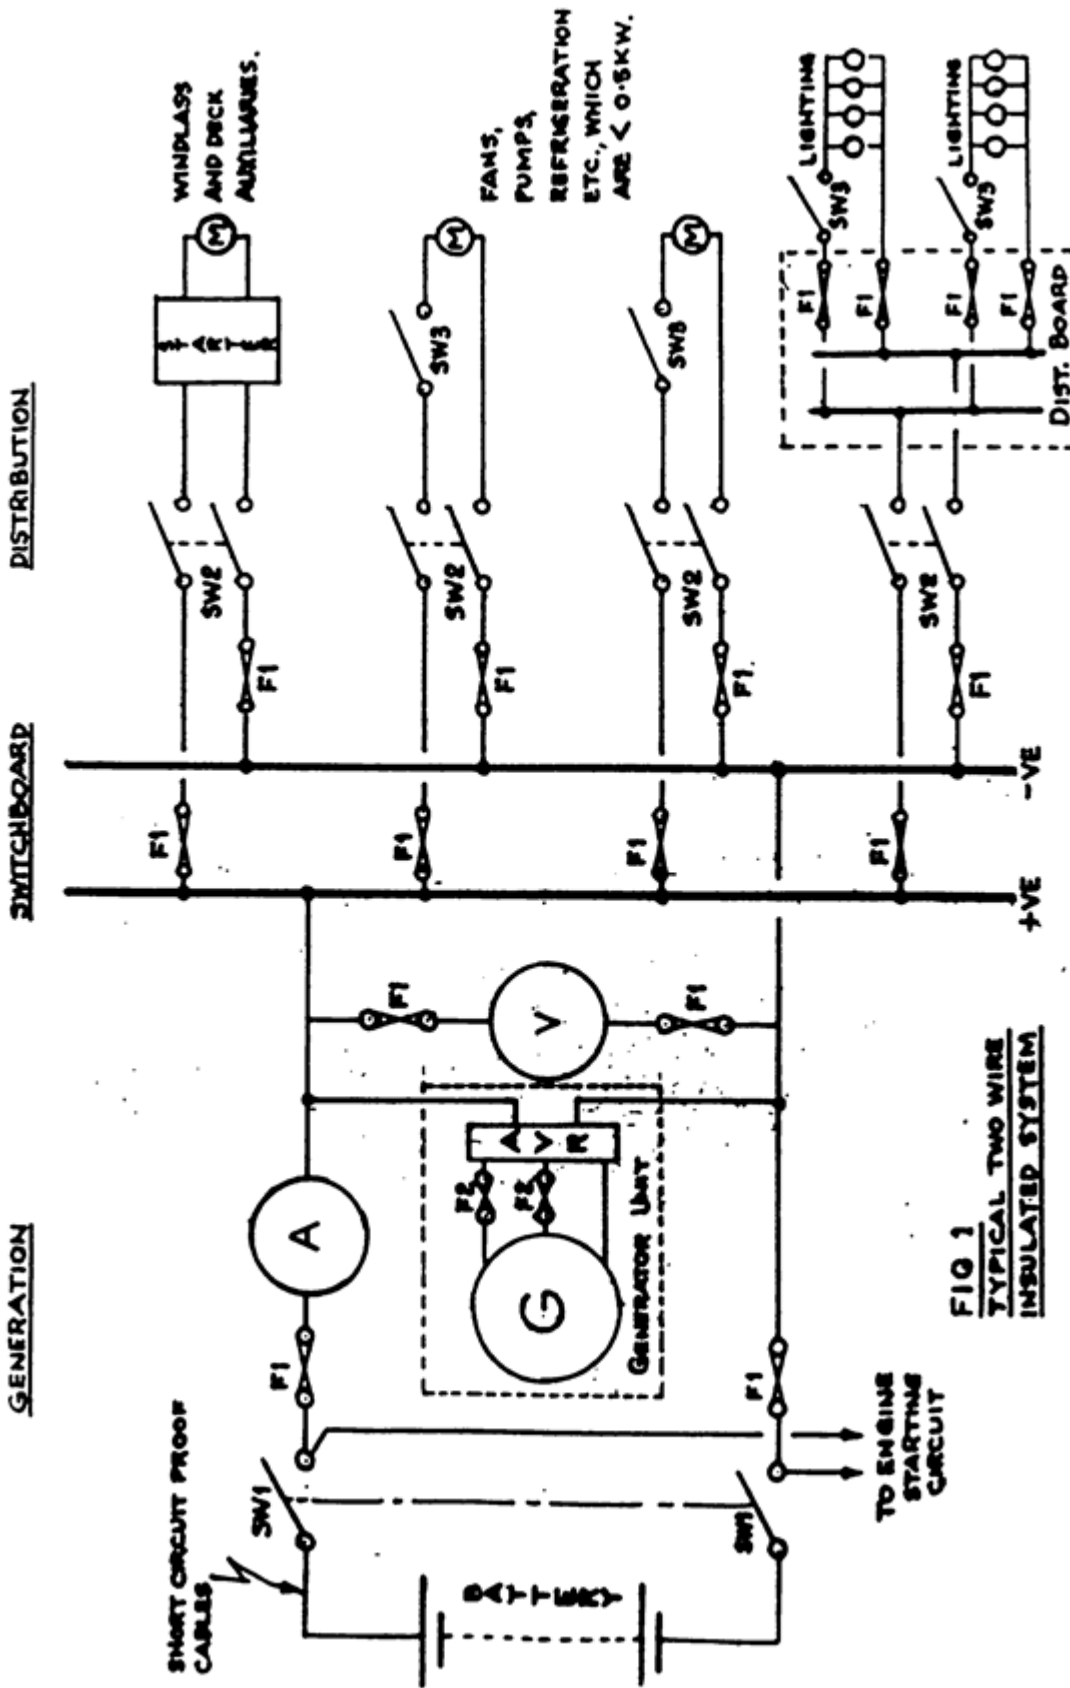 GENERATION
SWITCHBOARD
DISTRIBUTION
SHORT CIRCUIT PROOF
CABLES
SW1
F1
A
BATTERY
G
F2
F2
AVR
GENERATOR UNIT
F1
V
F1
SW1
F1
TO ENGINE
STARTING
CIRCUIT
+VE
-VE
F1
SW2
F1
STARTER
M
WINDLASS
AND DECK
AUXILIARIES.
F1
SW2
F1
SW3
M
FANS,
PUMPS,
REFRIGERATION
ETC., WHICH
ARE < 0·5KW.
F1
SW2
F1.
SW3
M
F1
SW2
F1
F1
SW3
LIGHTING
F1
F1
SW3
LIGHTING
F1
DIST. BOARD
FIG 1
TYPICAL TWO WIRE
INSULATED SYSTEM